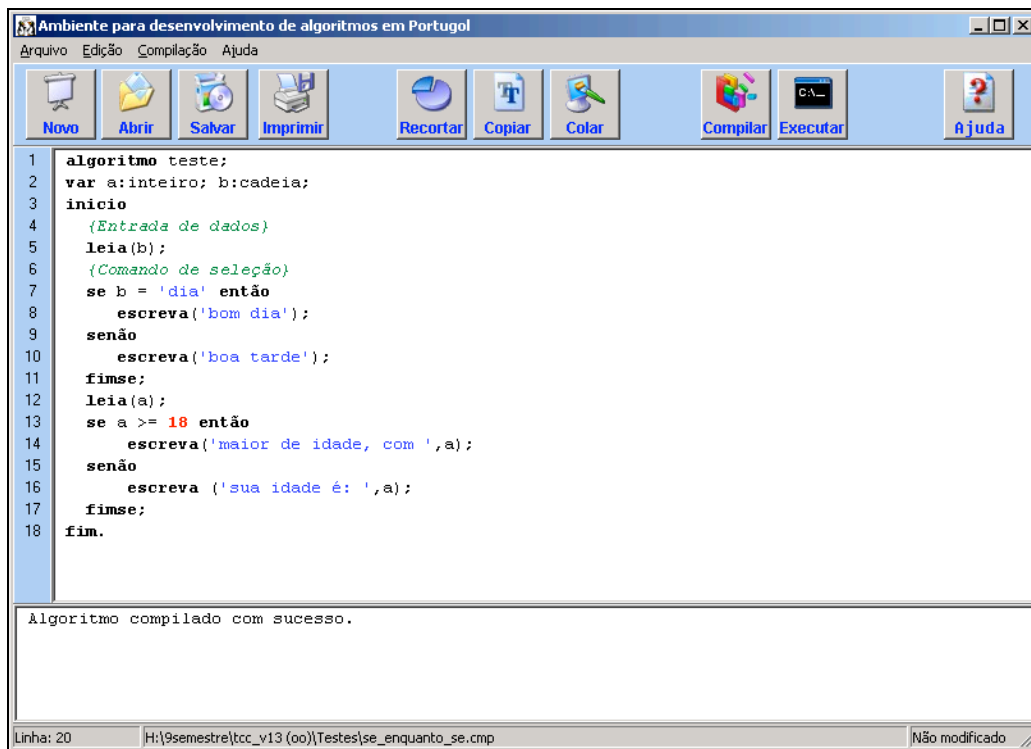 Ambiente para desenvolvimento de algoritmos em Portugol
Arquivo Edição Compilação Ajuda
Novo Abrir Salvar Imprimir Recortar Copiar Colar Compilar Executar Ajuda
C:\_
1 algoritmo teste;
2 var a:inteiro; b:cadeia;
3 inicio
4 {Entrada de dados}
5 leia(b);
6 {Comando de seleção}
7 se b = 'dia' então
8 escreva('bom dia');
9 senão
10 escreva('boa tarde');
11 fimse;
12 leia(a);
13 se a >= 18 então
14 escreva('maior de idade, com ',a);
15 senão
16 escreva ('sua idade é: ',a);
17 fimse;
18 fim.
Algoritmo compilado com sucesso.
Linha: 20 H:\9semestre\tcc_v13 (oo)\Testes\se_enquanto_se.cmp Não modificado